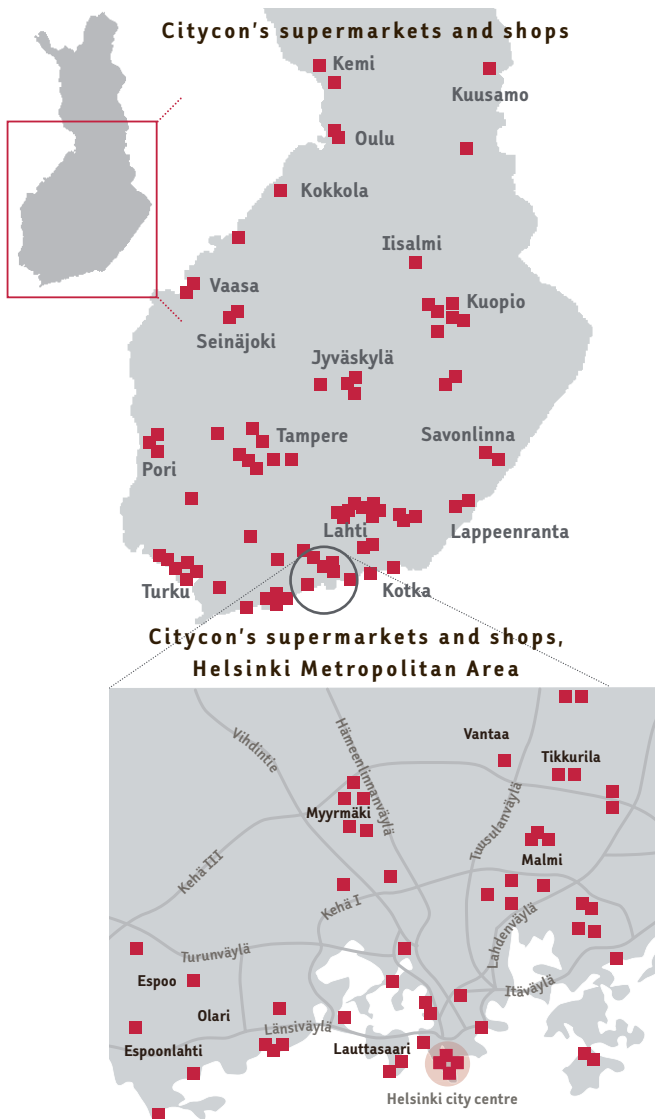 Citycon's supermarkets and shops
Kemi
Kuusamo
Oulu
Kokkola
Iisalmi
Vaasa
Kuopio
Seinäjoki
Jyväskylä
Tampere
Savonlinna
Pori
Lahti
Lappeenranta
Turku
Kotka
Citycon's supermarkets and shops,
Helsinki Metropolitan Area
Vihdintie
Hämeenlinnanväylä
Vantaa
Tikkurila
Tuusulanväylä
Myyrmäki
Kehä III
Malmi
Kehä I
Lahdenväylä
Turunväylä
Espoo
Itäväylä
Olari
Länsiväylä
Espoonlahti
Lauttasaari
Helsinki city centre